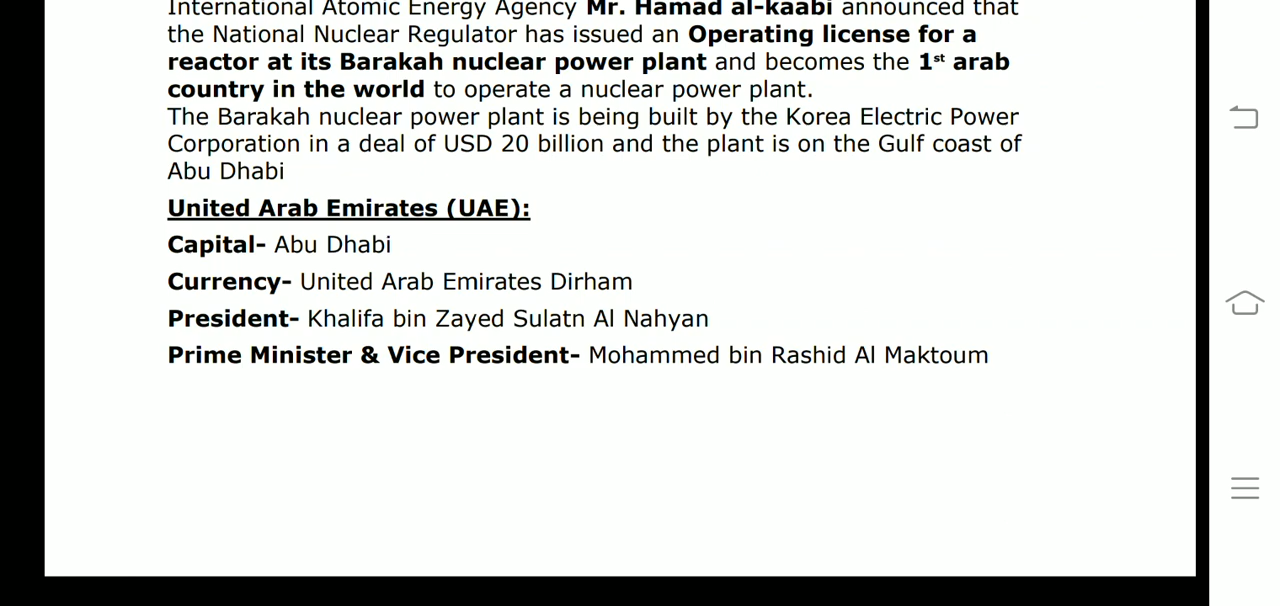 International Atomic Energy Agency Mr. Hamad al-kaabi announced that
the National Nuclear Regulator has issued an Operating license for a
reactor at its Barakah nuclear power plant and becomes the 1st arab
country in the world to operate a nuclear power plant.
The Barakah nuclear power plant is being built by the Korea Electric Power
Corporation in a deal of USD 20 billion and the plant is on the Gulf coast of
Abu Dhabi
United Arab Emirates (UAE):
Capital- Abu Dhabi
Currency- United Arab Emirates Dirham
President- Khalifa bin Zayed Sulatn Al Nahyan
Prime Minister & Vice President- Mohammed bin Rashid Al Maktoum